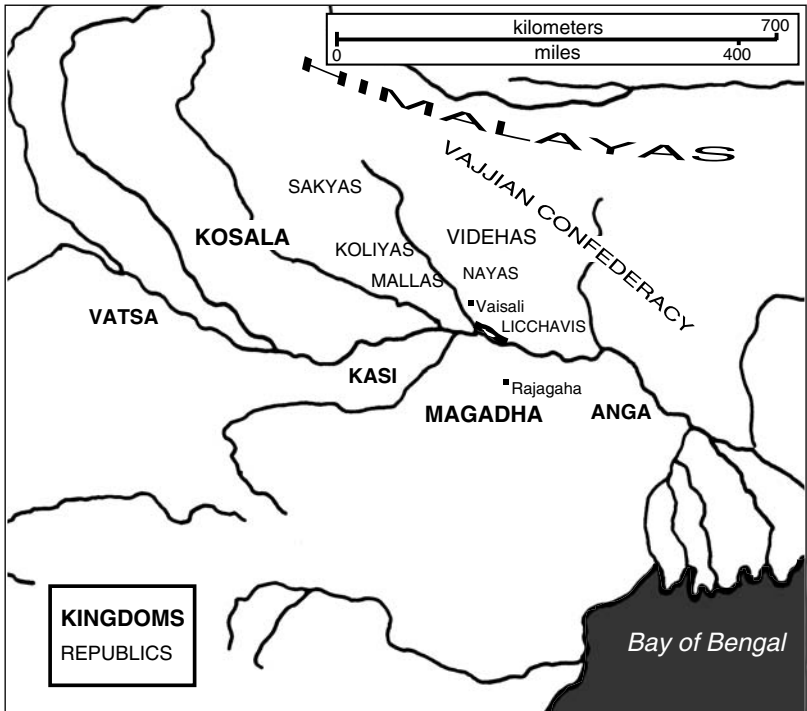 kilometers
700
0
miles
400
HIMALAYAS
VAJJIAN CONFEDERACY
SAKYAS
KOSALA
VIDEHAS
KOLIYAS
NAYAS
MALLAS
Vaisali
VATSA
LICCHAVIS
KASI
Rajagaha
MAGADHA
ANGA
KINGDOMS
REPUBLICS
Bay of Bengal